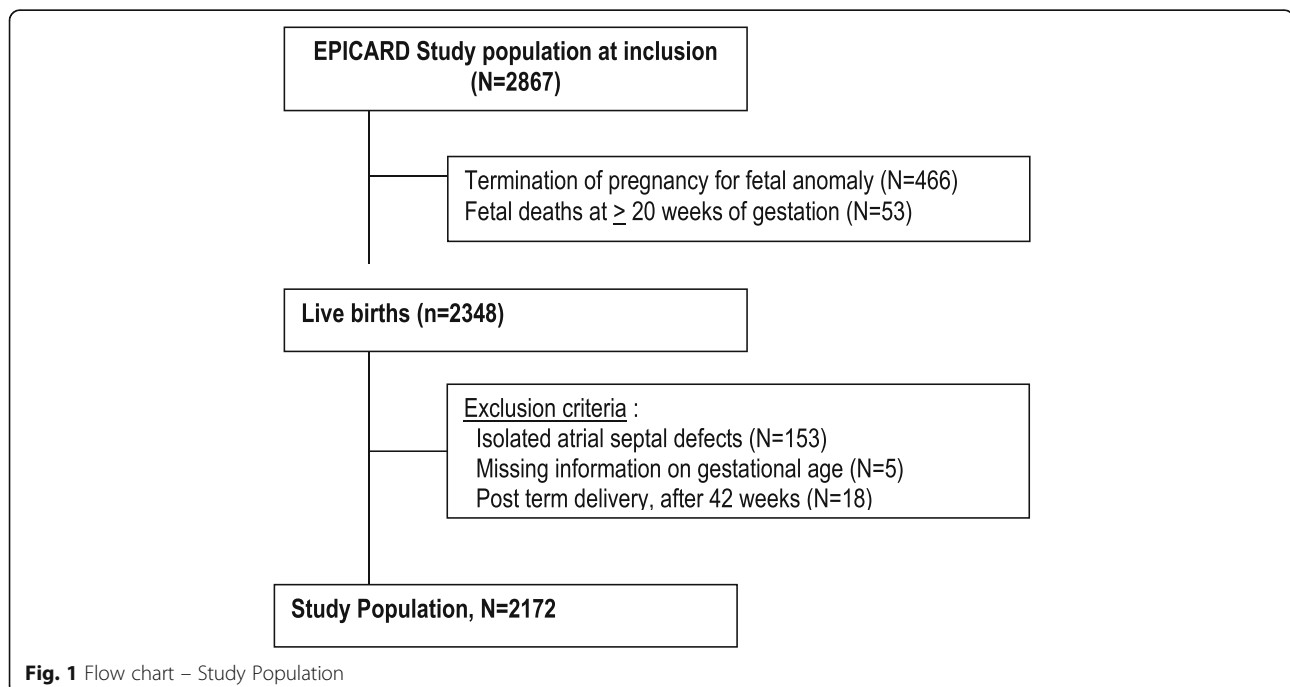 EPICARD Study population at inclusion
(N=2867)
Termination of pregnancy for fetal anomaly (N=466)
Fetal deaths at ≥ 20 weeks of gestation (N=53)
Live births (n=2348)
Exclusion criteria :
Isolated atrial septal defects (N=153)
Missing information on gestational age (N=5)
Post term delivery, after 42 weeks (N=18)
Study Population, N=2172
Fig. 1 Flow chart – Study Population